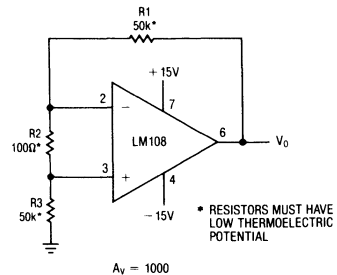 R1
50k*
+15V
2
−
7
R2
100Ω*
LM108
6
V₀
3
+
4
R3
50k*
−15V
* RESISTORS MUST HAVE
LOW THERMOELECTRIC
POTENTIAL
Aᵥ = 1000